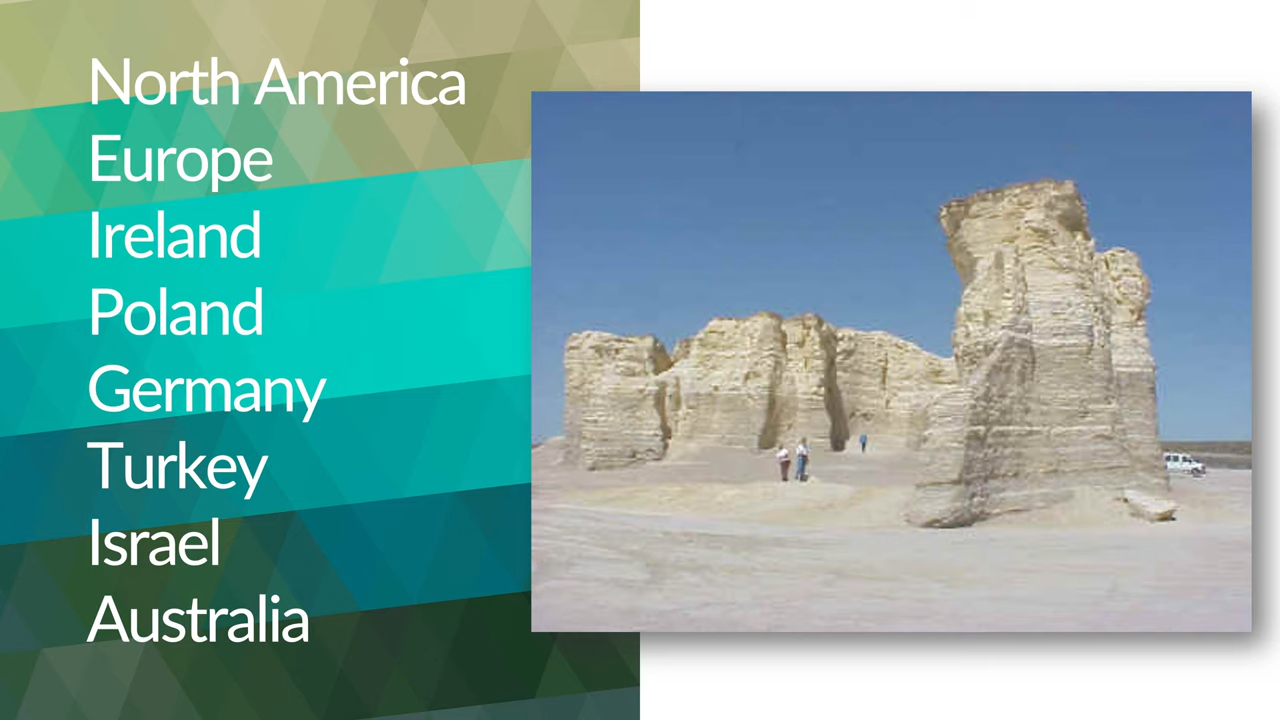 North America
Europe
Ireland
Poland
Germany
Turkey
Israel
Australia